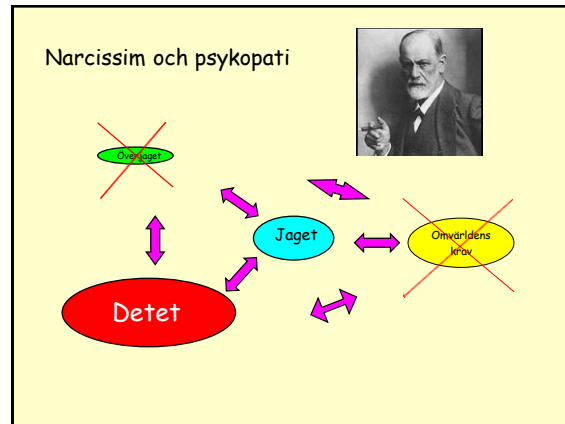 Narcissim och psykopati
Överjaget
Jaget
Omvärldens
krav
Detet